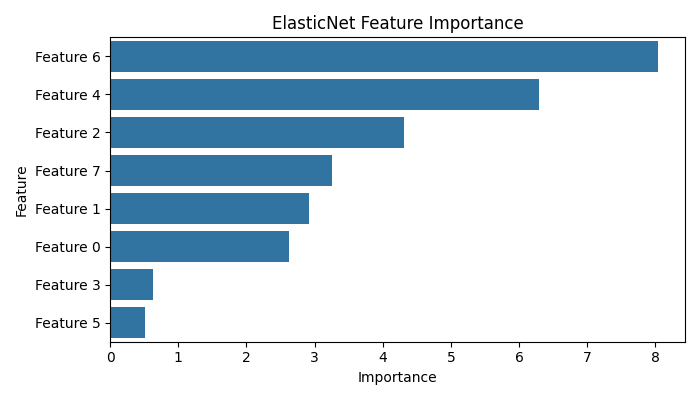 ElasticNet Feature Importance
Feature
Feature 6
Feature 4
Feature 2
Feature 7
Feature 1
Feature 0
Feature 3
Feature 5
0 1 2 3 4 5 6 7 8
Importance